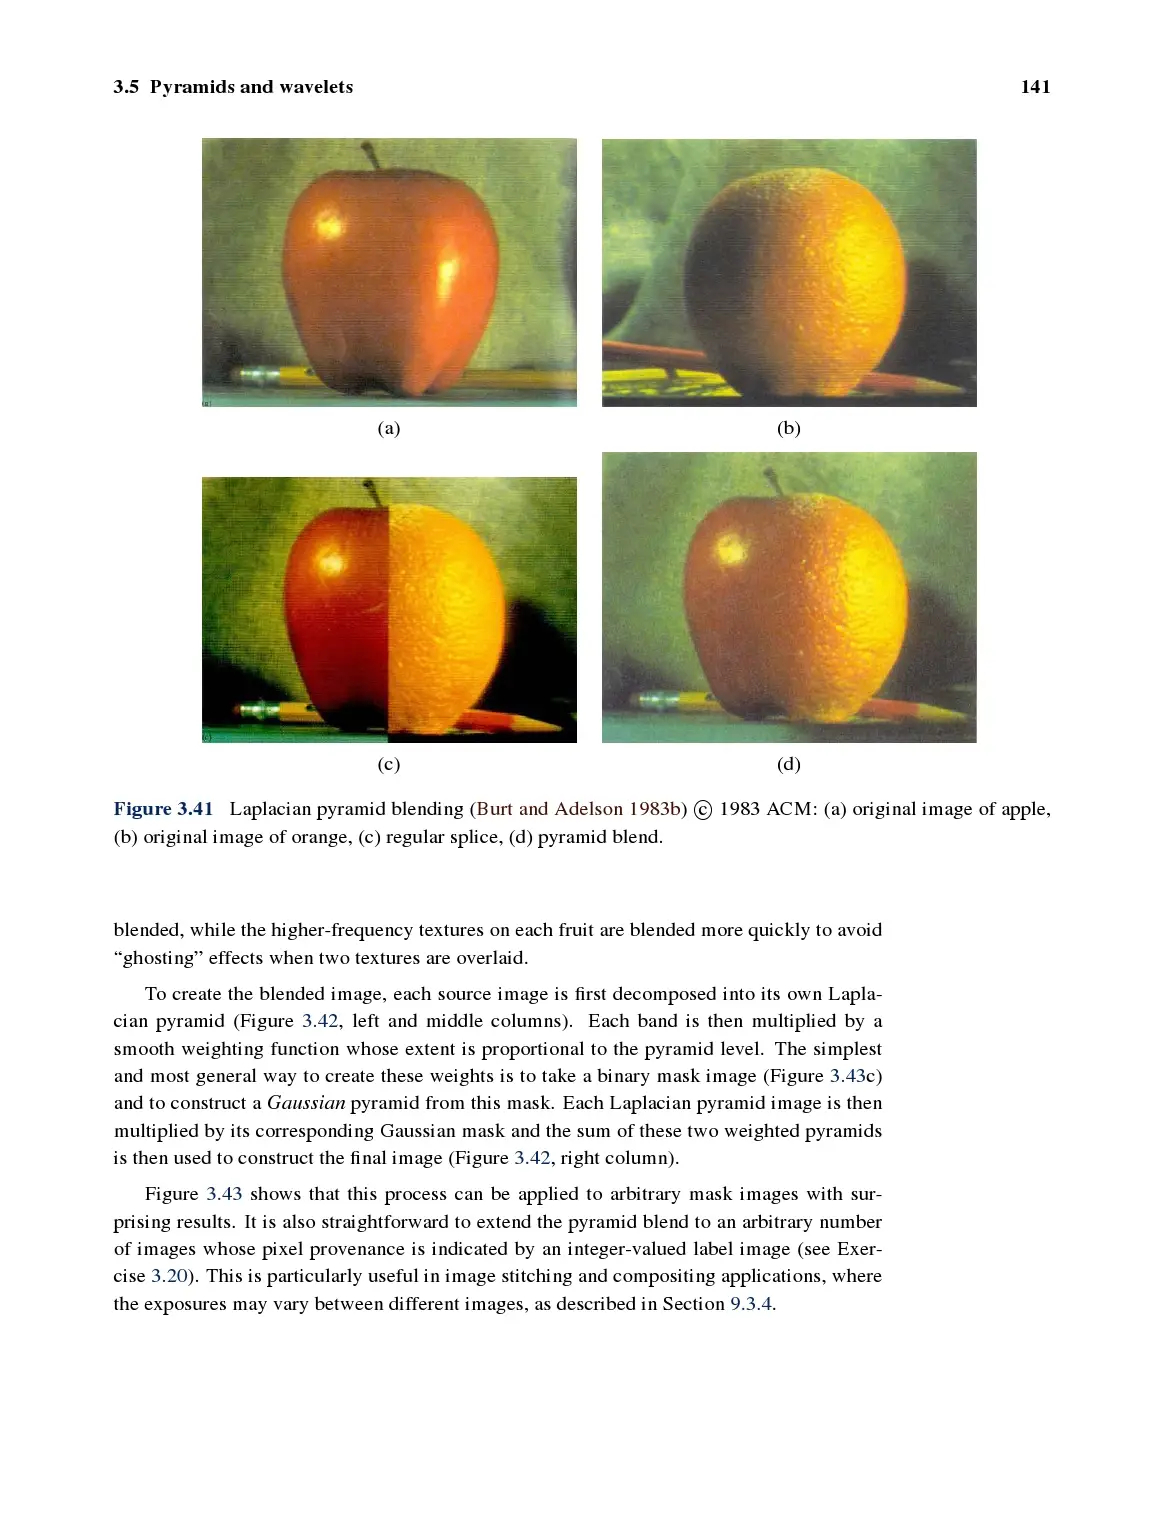 3.5 Pyramids and wavelets 141
(a) (b)
(c) (d)
Figure 3.41 Laplacian pyramid blending (Burt and Adelson 1983b) © 1983 ACM: (a) original image of apple,
(b) original image of orange, (c) regular splice, (d) pyramid blend.
blended, while the higher-frequency textures on each fruit are blended more quickly to avoid
“ghosting” effects when two textures are overlaid.
To create the blended image, each source image is first decomposed into its own Lapla-
cian pyramid (Figure 3.42, left and middle columns). Each band is then multiplied by a
smooth weighting function whose extent is proportional to the pyramid level. The simplest
and most general way to create these weights is to take a binary mask image (Figure 3.43c)
and to construct a Gaussian pyramid from this mask. Each Laplacian pyramid image is then
multiplied by its corresponding Gaussian mask and the sum of these two weighted pyramids
is then used to construct the final image (Figure 3.42, right column).
Figure 3.43 shows that this process can be applied to arbitrary mask images with sur-
prising results. It is also straightforward to extend the pyramid blend to an arbitrary number
of images whose pixel provenance is indicated by an integer-valued label image (see Exer-
cise 3.20). This is particularly useful in image stitching and compositing applications, where
the exposures may vary between different images, as described in Section 9.3.4.